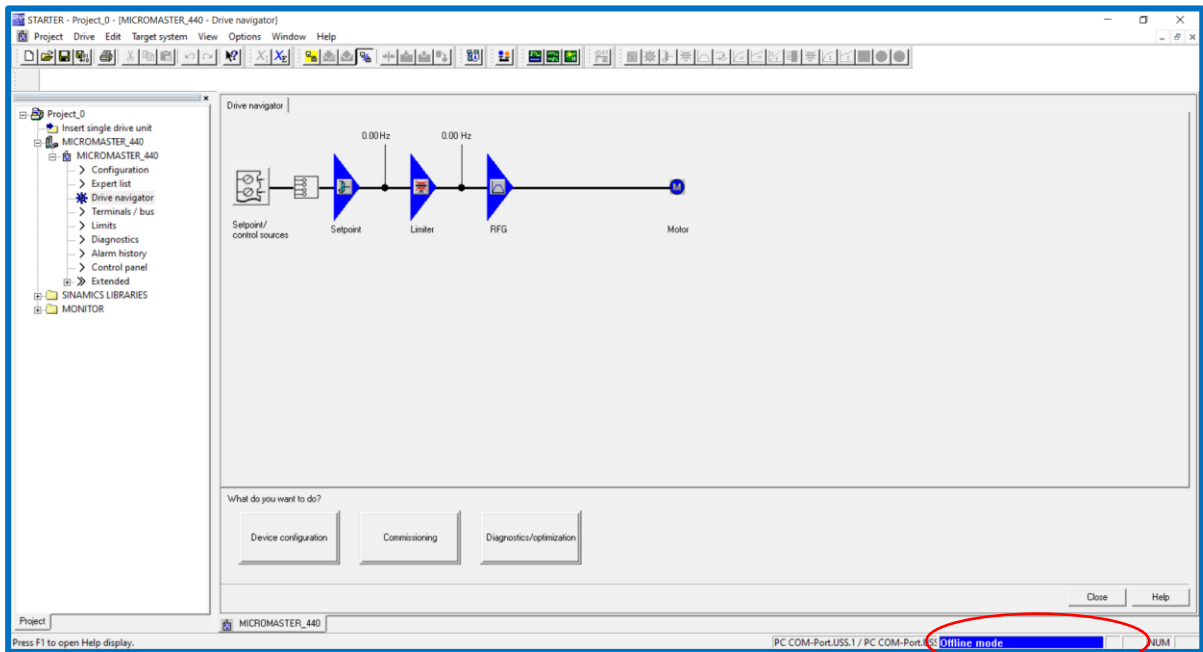 STARTER - Project_0 - [MICROMASTER_440 - Drive navigator]
Project Drive Edit Target system View Options Window Help
Project_0
Insert single drive unit
MICROMASTER_440
MICROMASTER_440
Configuration
Expert list
Drive navigator
Terminals / bus
Limits
Diagnostics
Alarm history
Control panel
Extended
SINAMICS LIBRARIES
MONITOR
Project
Drive navigator
0.00 Hz 0.00 Hz
M
Setpoint/
control sources
Setpoint Limiter RFG Motor
What do you want to do?
Device configuration Commissioning Diagnostics/optimization
Close Help
MICROMASTER_440
Press F1 to open Help display. PC COM-Port.USS.1 / PC COM-Port.USS Offline mode NUM